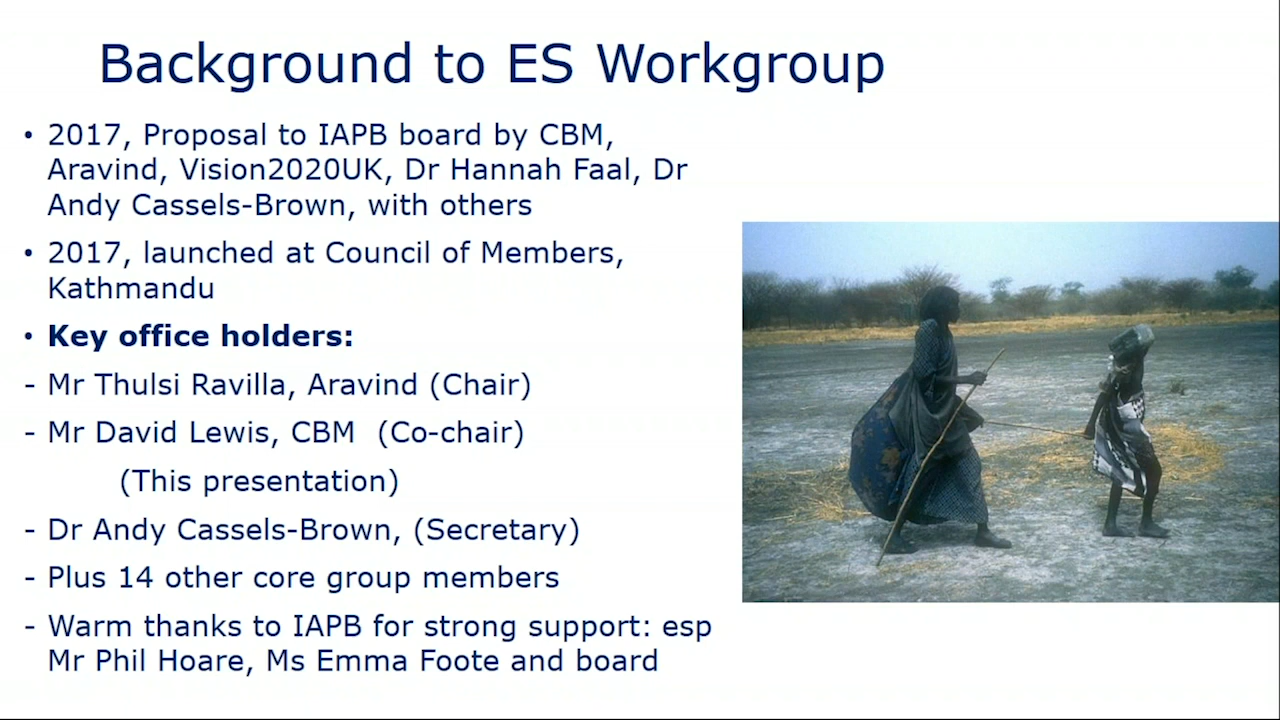 Background to ES Workgroup
• 2017, Proposal to IAPB board by CBM,
Aravind, Vision2020UK, Dr Hannah Faal, Dr
Andy Cassels-Brown, with others
• 2017, launched at Council of Members,
Kathmandu
• Key office holders:
- Mr Thulsi Ravilla, Aravind (Chair)
- Mr David Lewis, CBM (Co-chair)
(This presentation)
- Dr Andy Cassels-Brown, (Secretary)
- Plus 14 other core group members
- Warm thanks to IAPB for strong support: esp
Mr Phil Hoare, Ms Emma Foote and board